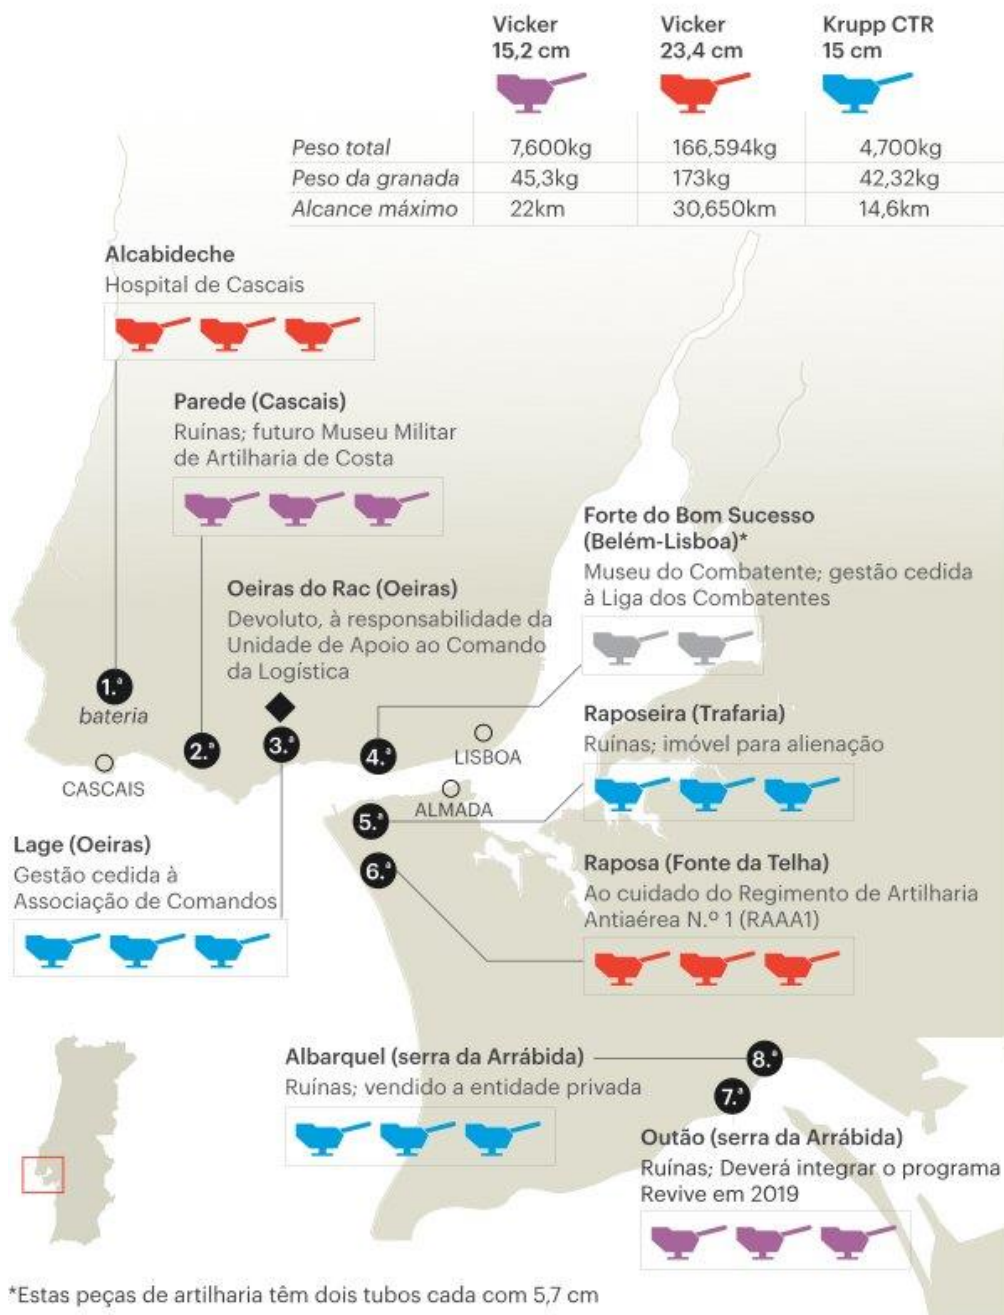 Vicker
15,2 cm
Vicker
23,4 cm
Krupp CTR
15 cm
Peso total 7,600kg 166,594kg 4,700kg
Peso da granada 45,3kg 173kg 42,32kg
Alcance máximo 22km 30,650km 14,6km
Alcabideche
Hospital de Cascais
Parede (Cascais)
Ruínas; futuro Museu Militar
de Artilharia de Costa
Forte do Bom Sucesso
(Belém-Lisboa)*
Museu do Combatente; gestão cedida
à Liga dos Combatentes
Oeiras do Rac (Oeiras)
Devoluto, à responsabilidade da
Unidade de Apoio ao Comando
da Logística
1.ª
bateria
2.ª
3.ª
4.ª
CASCAIS
LISBOA
ALMADA
Raposeira (Trafaria)
Ruínas; imóvel para alienação
5.ª
6.ª
Lage (Oeiras)
Gestão cedida à
Associação de Comandos
Raposa (Fonte da Telha)
Ao cuidado do Regimento de Artilharia
Antiaérea N.º 1 (RAAA1)
Albarquel (serra da Arrábida)
Ruínas; vendido a entidade privada
8.ª
7.ª
Outão (serra da Arrábida)
Ruínas; Deverá integrar o programa
Revive em 2019
*Estas peças de artilharia têm dois tubos cada com 5,7 cm